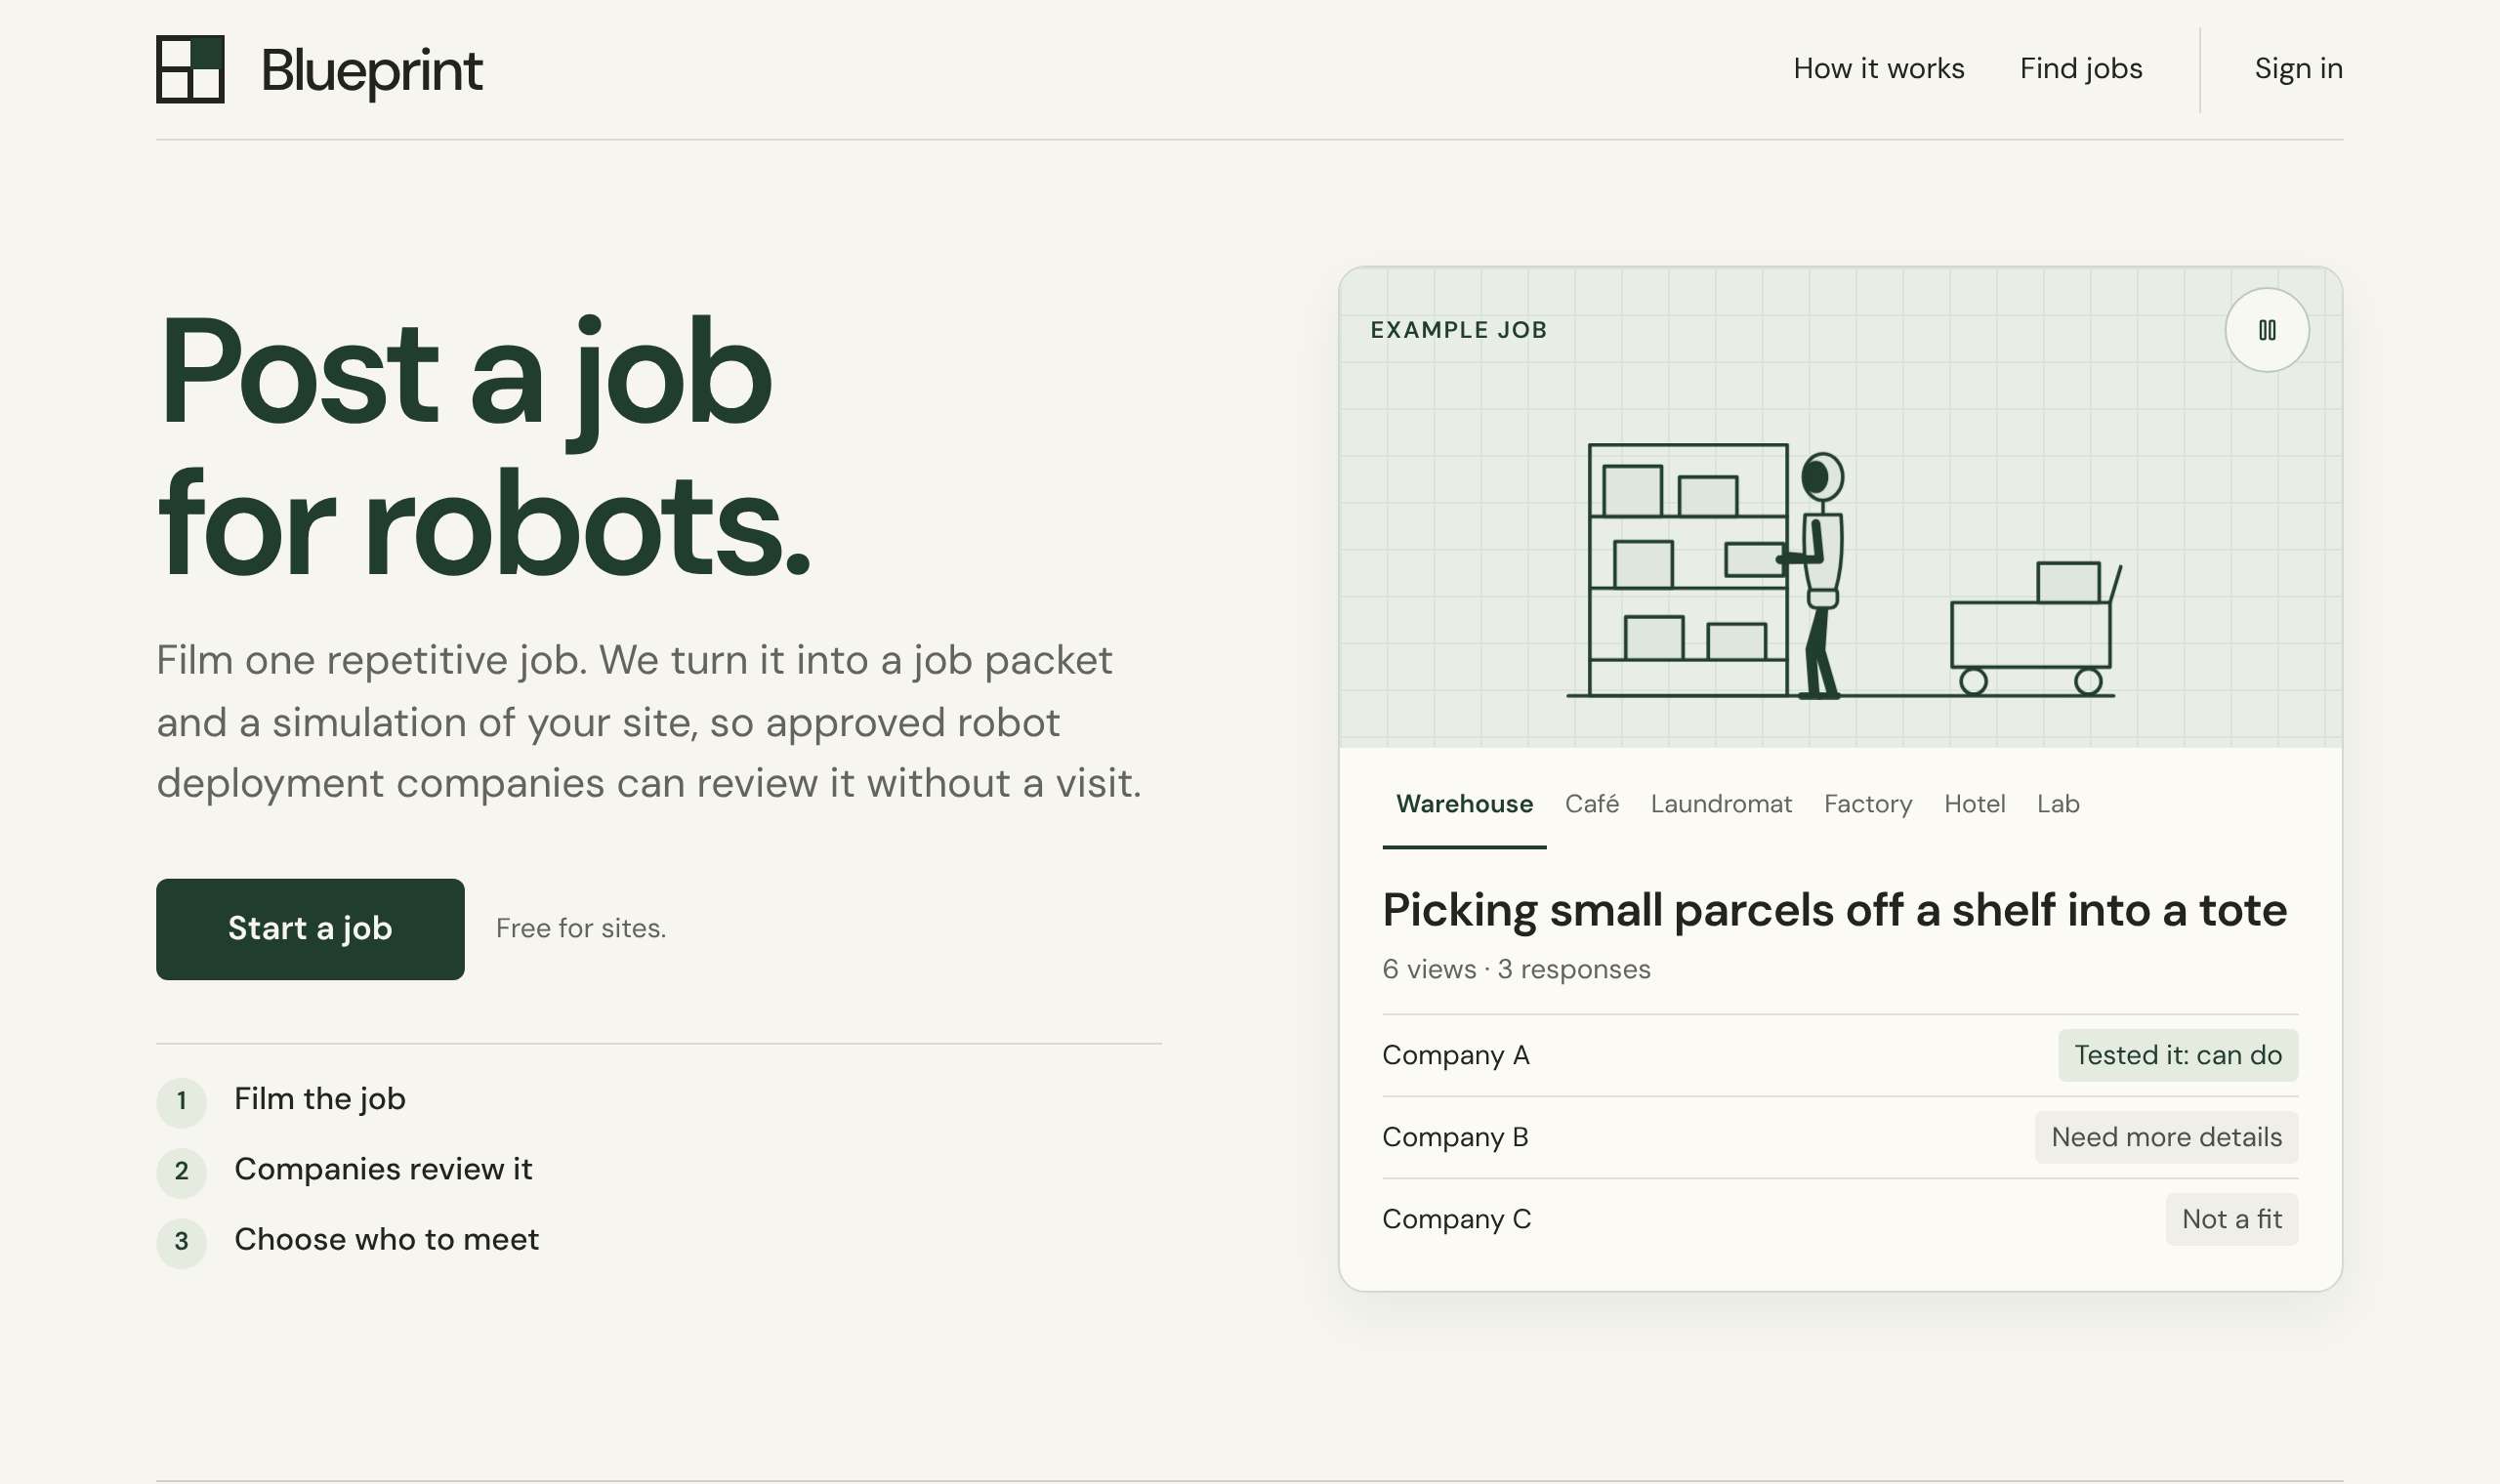 Blueprint
How it works
Find jobs
Sign in
Post a job
for robots.
Film one repetitive job. We turn it into a job packet
and a simulation of your site, so approved robot
deployment companies can review it without a visit.
Start a job
Free for sites.
1 Film the job
2 Companies review it
3 Choose who to meet
EXAMPLE JOB
Warehouse Café Laundromat Factory Hotel Lab
Picking small parcels off a shelf into a tote
6 views · 3 responses
Company A Tested it: can do
Company B Need more details
Company C Not a fit